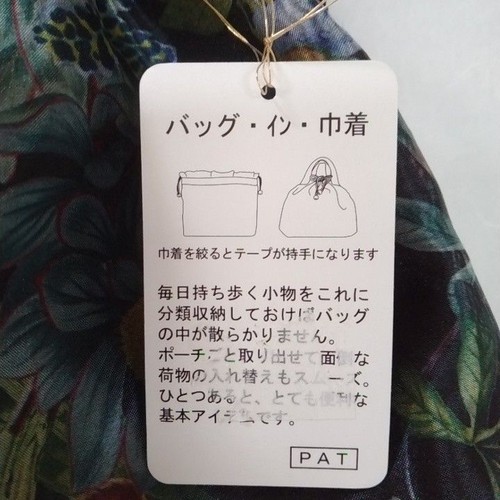 バッグ・イン・巾着
巾着を絞るとテープが持手になります
毎日持ち歩く小物をこれに
分類収納しておけばバッグ
の中が散らかりません。
ポーチごと取り出せて面倒な
荷物の入れ替えもスムーズ。
ひとつあると、とても便利な
基本アイテムです。
PAT